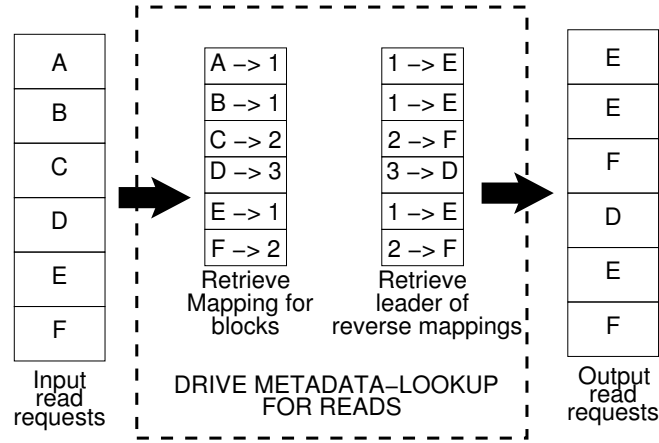 A
B
C
D
E
F
Input
read
requests
A −> 1
B −> 1
C −> 2
D −> 3
E −> 1
F −> 2
Retrieve
Mapping for
blocks
1 −> E
1 −> E
2 −> F
3 −> D
1 −> E
2 −> F
Retrieve
leader of
reverse mappings
DRIVE METADATA−LOOKUP
FOR READS
E
E
F
D
E
F
Output
read
requests